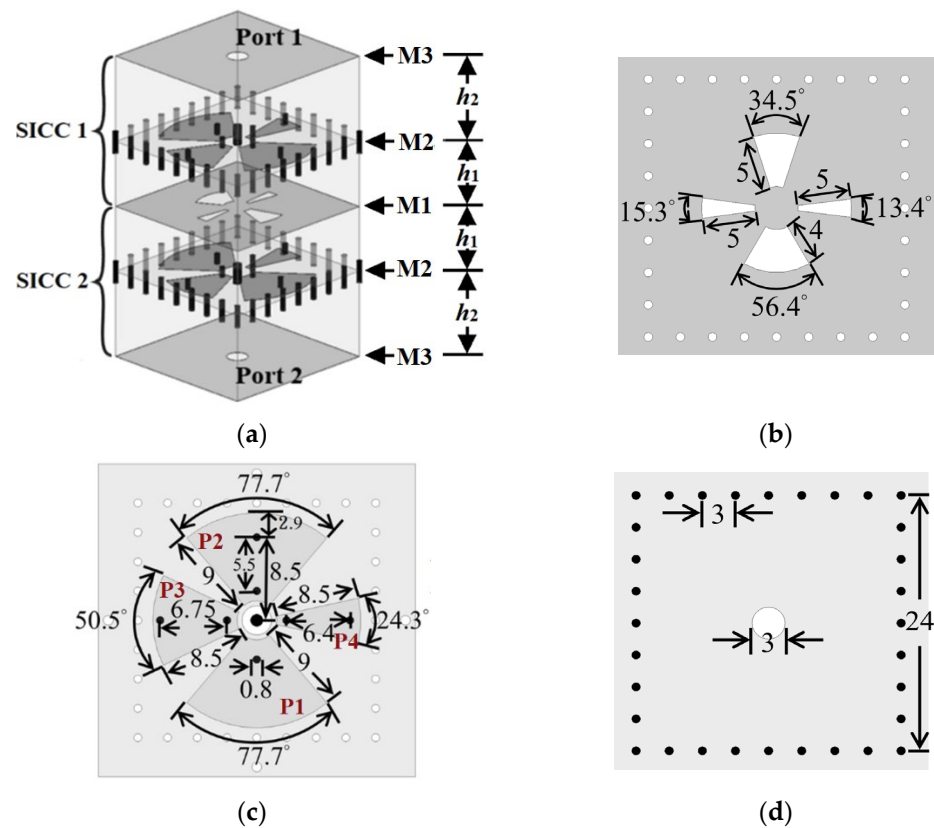 (a)
Port 1
M3
h2
SICC 1
M2
h1
M1
h1
SICC 2
M2
h2
M3
Port 2
(b)
34.5°
5
5
15.3°
13.4°
5
4
56.4°
(c)
77.7°
2.9
P2
5.5
8.5
9
P3
8.5
50.5°
6.75
24.3°
6.4
P4
8.5
9
0.8
P1
77.7°
(d)
3
24
3